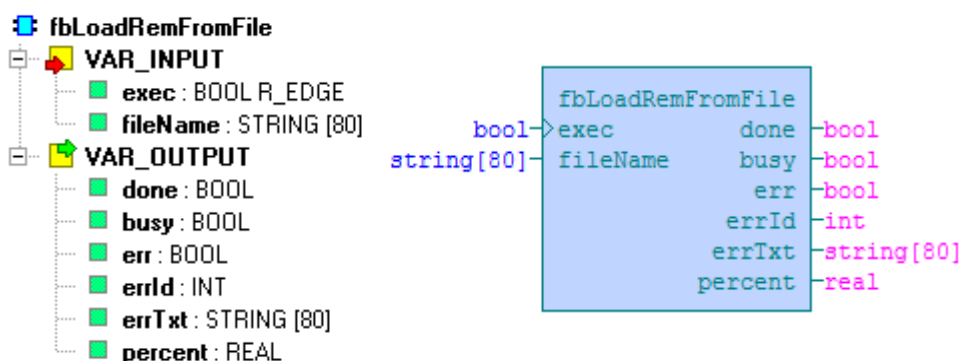 fbLoadRemFromFile
VAR_INPUT
exec : BOOL R_EDGE
fileName : STRING [80]
VAR_OUTPUT
done : BOOL
busy : BOOL
err : BOOL
errId : INT
errTxt : STRING [80]
percent : REAL
fbLoadRemFromFile
bool exec done bool
string[80] fileName busy bool
err bool
errId int
errTxt string[80]
percent real